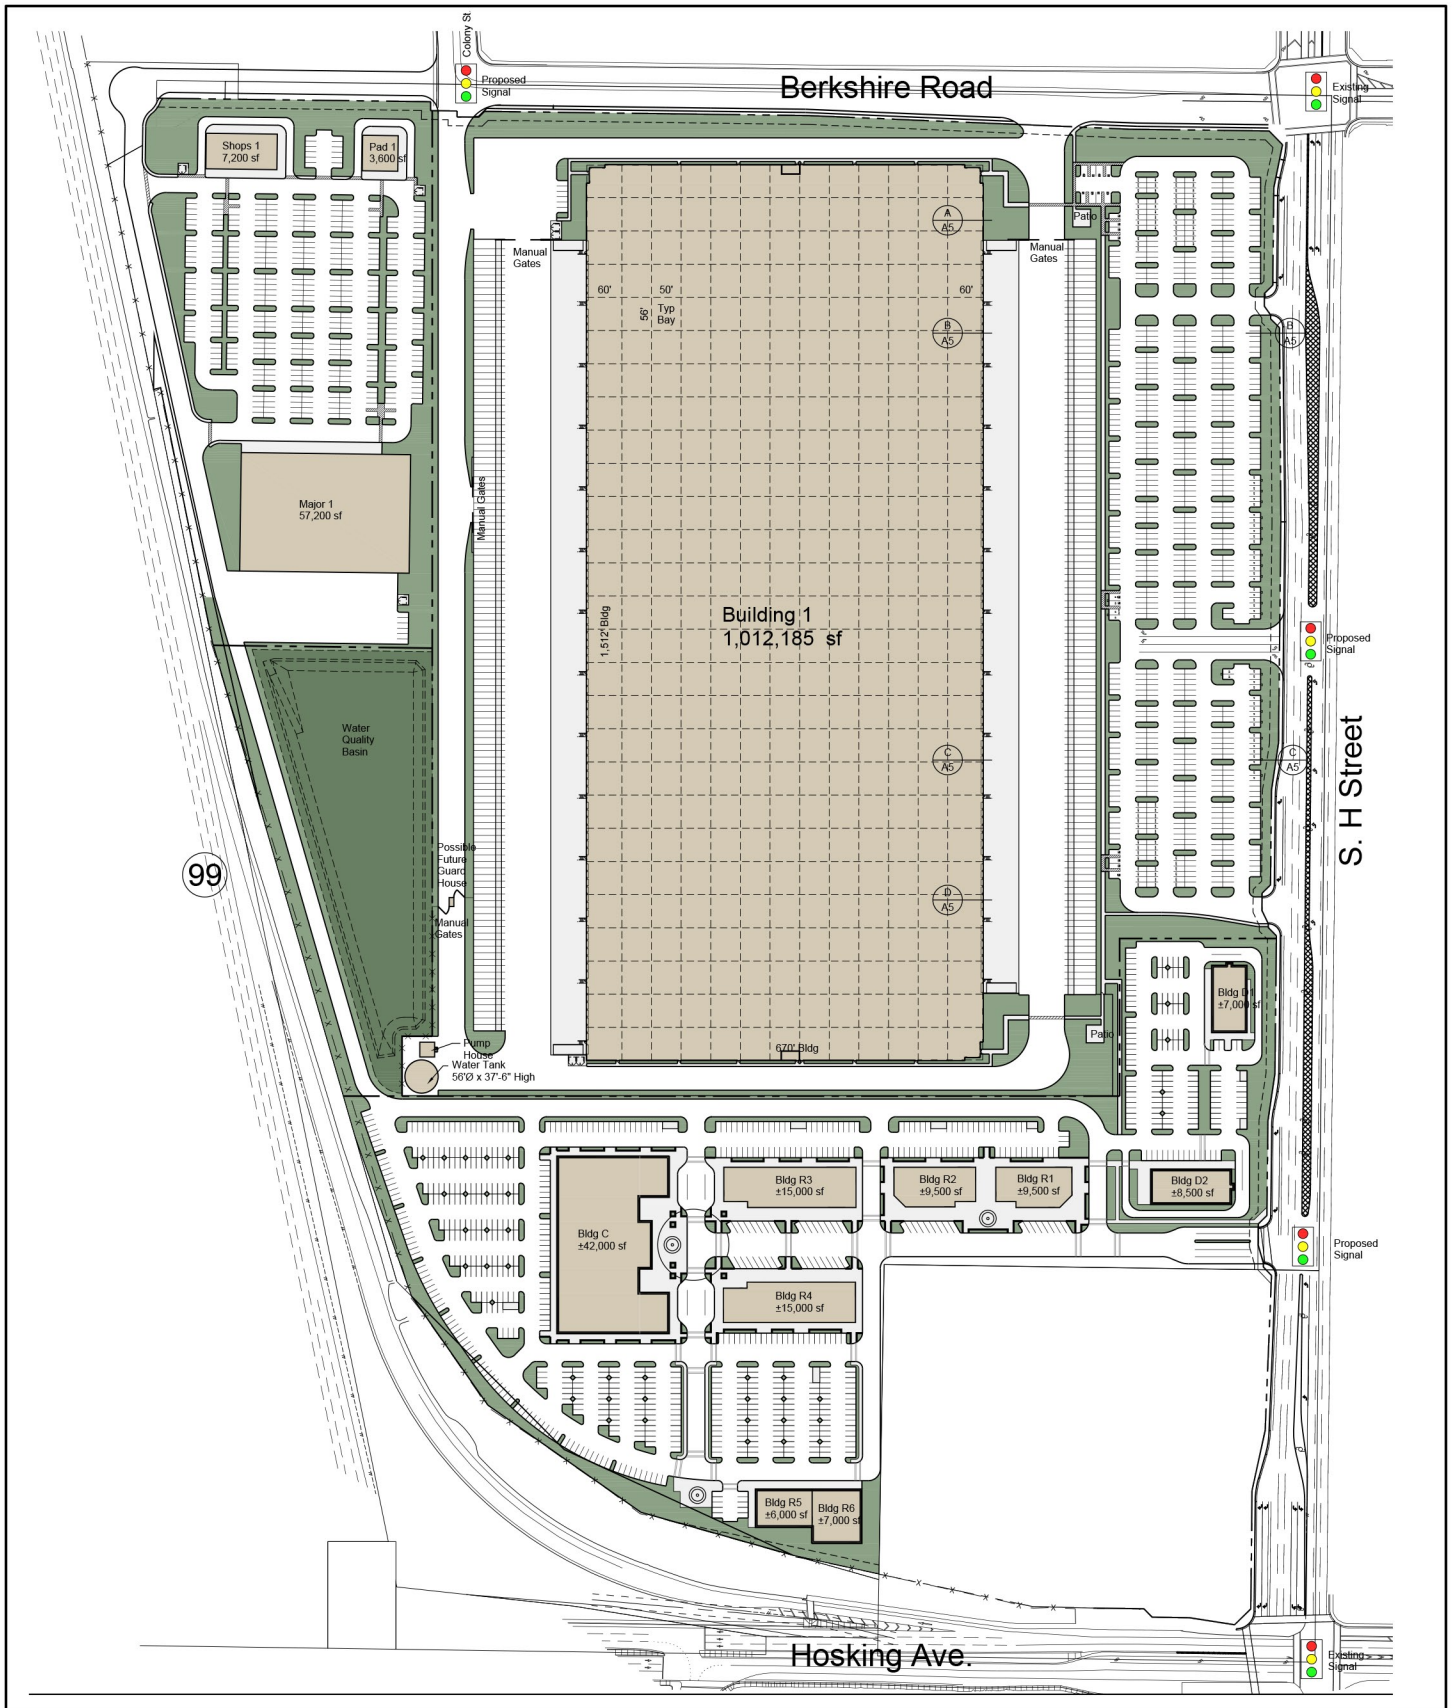 Colony St
Proposed
Signal
Berkshire Road
Existing
Signal
Shops 1
7,200 sf
Pad 1
3,600 sf
A
A5
Patio
Manual
Gates
Manual
Gates
60'
50'
60'
56'
Typ
Bay
B
A5
B
A5
Major 1
57,200 sf
Manual Gates
Building 1
1,012,185 sf
1,512' Bldg
Proposed
Signal
Water
Quality
Basin
C
A5
C
A5
S. H Street
99
Possible
Future
Guard
House
Manual
Gates
D
A5
Bldg D1
±7,000 sf
Patio
670' Bldg
Pump
House
Water Tank
56'Ø x 37'-6" High
Bldg R3
±15,000 sf
Bldg R2
±9,500 sf
Bldg R1
±9,500 sf
Bldg D2
±8,500 sf
Bldg C
±42,000 sf
Proposed
Signal
Bldg R4
±15,000 sf
Bldg R5
±6,000 sf
Bldg R6
±7,000 sf
Hosking Ave.
Existing
Signal